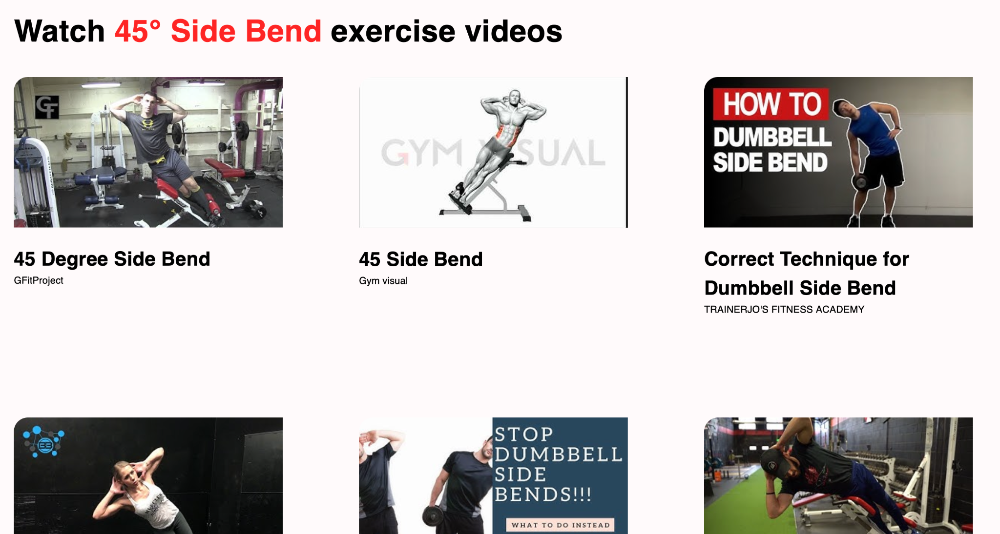 Watch 45° Side Bend exercise videos
GF
GYM VISUAL
HOW TO
DUMBBELL
SIDE BEND
45 Degree Side Bend
GFitProject
45 Side Bend
Gym visual
Correct Technique for
Dumbbell Side Bend
TRAINERJO'S FITNESS ACADEMY
STOP
DUMBBELL
SIDE
BENDS!!!
WHAT TO DO INSTEAD